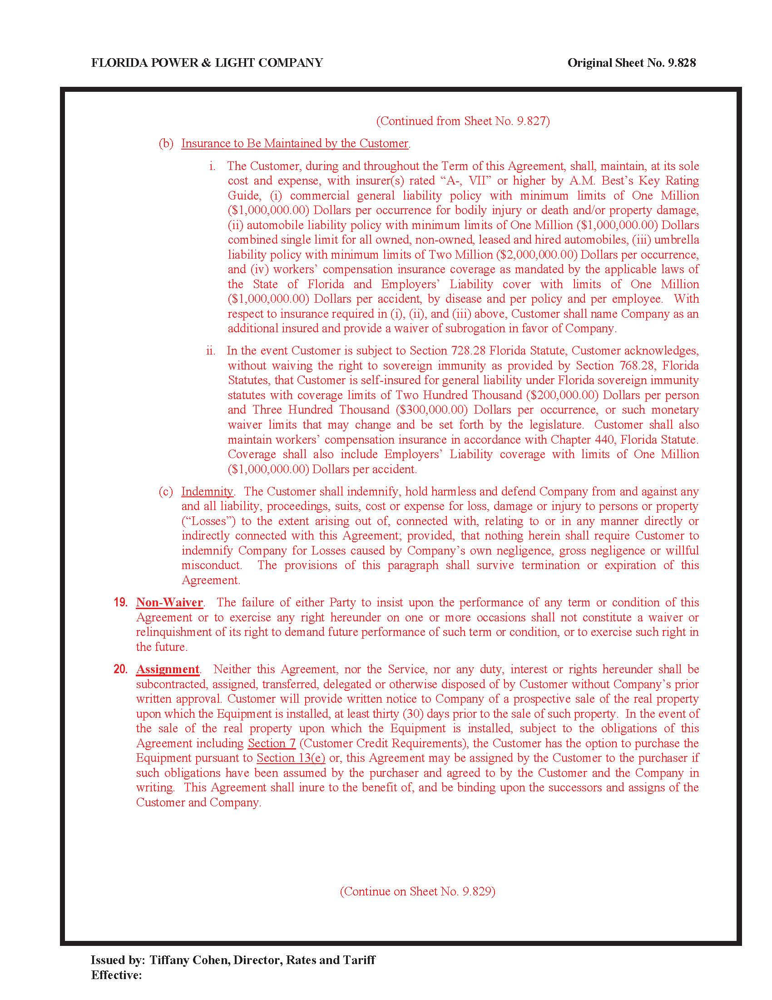 FLORIDA POWER & LIGHT COMPANY Original Sheet No. 9.828
(Continued from Sheet No. 9.827)
(b) Insurance to Be Maintained by the Customer.
i. The Customer, during and throughout the Term of this Agreement, shall, maintain, at its sole
cost and expense, with insurer(s) rated “A-, VII” or higher by A.M. Best’s Key Rating
Guide, (i) commercial general liability policy with minimum limits of One Million
($1,000,000.00) Dollars per occurrence for bodily injury or death and/or property damage,
(ii) automobile liability policy with minimum limits of One Million ($1,000,000.00) Dollars
combined single limit for all owned, non-owned, leased and hired automobiles, (iii) umbrella
liability policy with minimum limits of Two Million ($2,000,000.00) Dollars per occurrence,
and (iv) workers’ compensation insurance coverage as mandated by the applicable laws of
the State of Florida and Employers’ Liability cover with limits of One Million
($1,000,000.00) Dollars per accident, by disease and per policy and per employee. With
respect to insurance required in (i), (ii), and (iii) above, Customer shall name Company as an
additional insured and provide a waiver of subrogation in favor of Company.
ii. In the event Customer is subject to Section 728.28 Florida Statute, Customer acknowledges,
without waiving the right to sovereign immunity as provided by Section 768.28, Florida
Statutes, that Customer is self-insured for general liability under Florida sovereign immunity
statutes with coverage limits of Two Hundred Thousand ($200,000.00) Dollars per person
and Three Hundred Thousand ($300,000.00) Dollars per occurrence, or such monetary
waiver limits that may change and be set forth by the legislature. Customer shall also
maintain workers’ compensation insurance in accordance with Chapter 440, Florida Statute.
Coverage shall also include Employers’ Liability coverage with limits of One Million
($1,000,000.00) Dollars per accident.
(c) Indemnity. The Customer shall indemnify, hold harmless and defend Company from and against any
and all liability, proceedings, suits, cost or expense for loss, damage or injury to persons or property
(“Losses”) to the extent arising out of, connected with, relating to or in any manner directly or
indirectly connected with this Agreement; provided, that nothing herein shall require Customer to
indemnify Company for Losses caused by Company’s own negligence, gross negligence or willful
misconduct. The provisions of this paragraph shall survive termination or expiration of this
Agreement.
19. Non-Waiver. The failure of either Party to insist upon the performance of any term or condition of this
Agreement or to exercise any right hereunder on one or more occasions shall not constitute a waiver or
relinquishment of its right to demand future performance of such term or condition, or to exercise such right in
the future.
20. Assignment. Neither this Agreement, nor the Service, nor any duty, interest or rights hereunder shall be
subcontracted, assigned, transferred, delegated or otherwise disposed of by Customer without Company’s prior
written approval. Customer will provide written notice to Company of a prospective sale of the real property
upon which the Equipment is installed, at least thirty (30) days prior to the sale of such property. In the event of
the sale of the real property upon which the Equipment is installed, subject to the obligations of this
Agreement including Section 7 (Customer Credit Requirements), the Customer has the option to purchase the
Equipment pursuant to Section 13(e) or, this Agreement may be assigned by the Customer to the purchaser if
such obligations have been assumed by the purchaser and agreed to by the Customer and the Company in
writing. This Agreement shall inure to the benefit of, and be binding upon the successors and assigns of the
Customer and Company.
(Continue on Sheet No. 9.829)
Issued by: Tiffany Cohen, Director, Rates and Tariff
Effective: